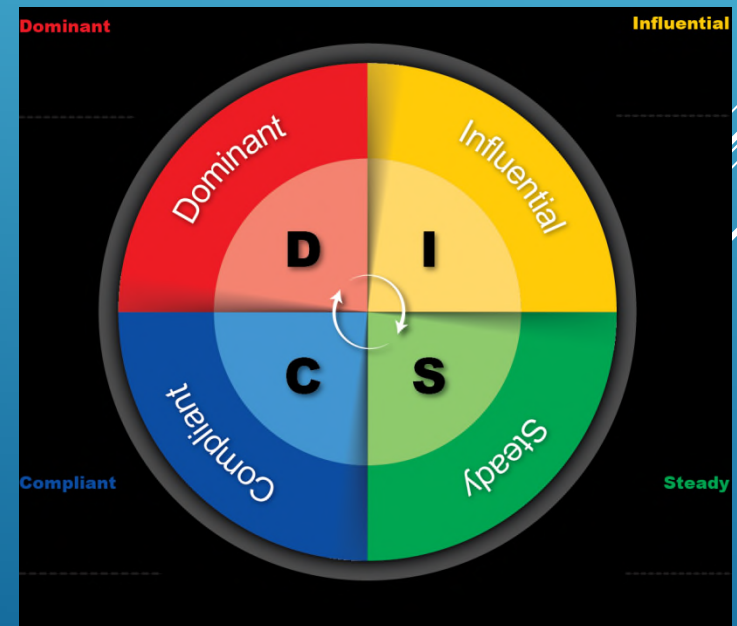 Dominant
Influential
Dominant
Influential
D
I
C
S
Compliant
Steady
Compliant
Steady